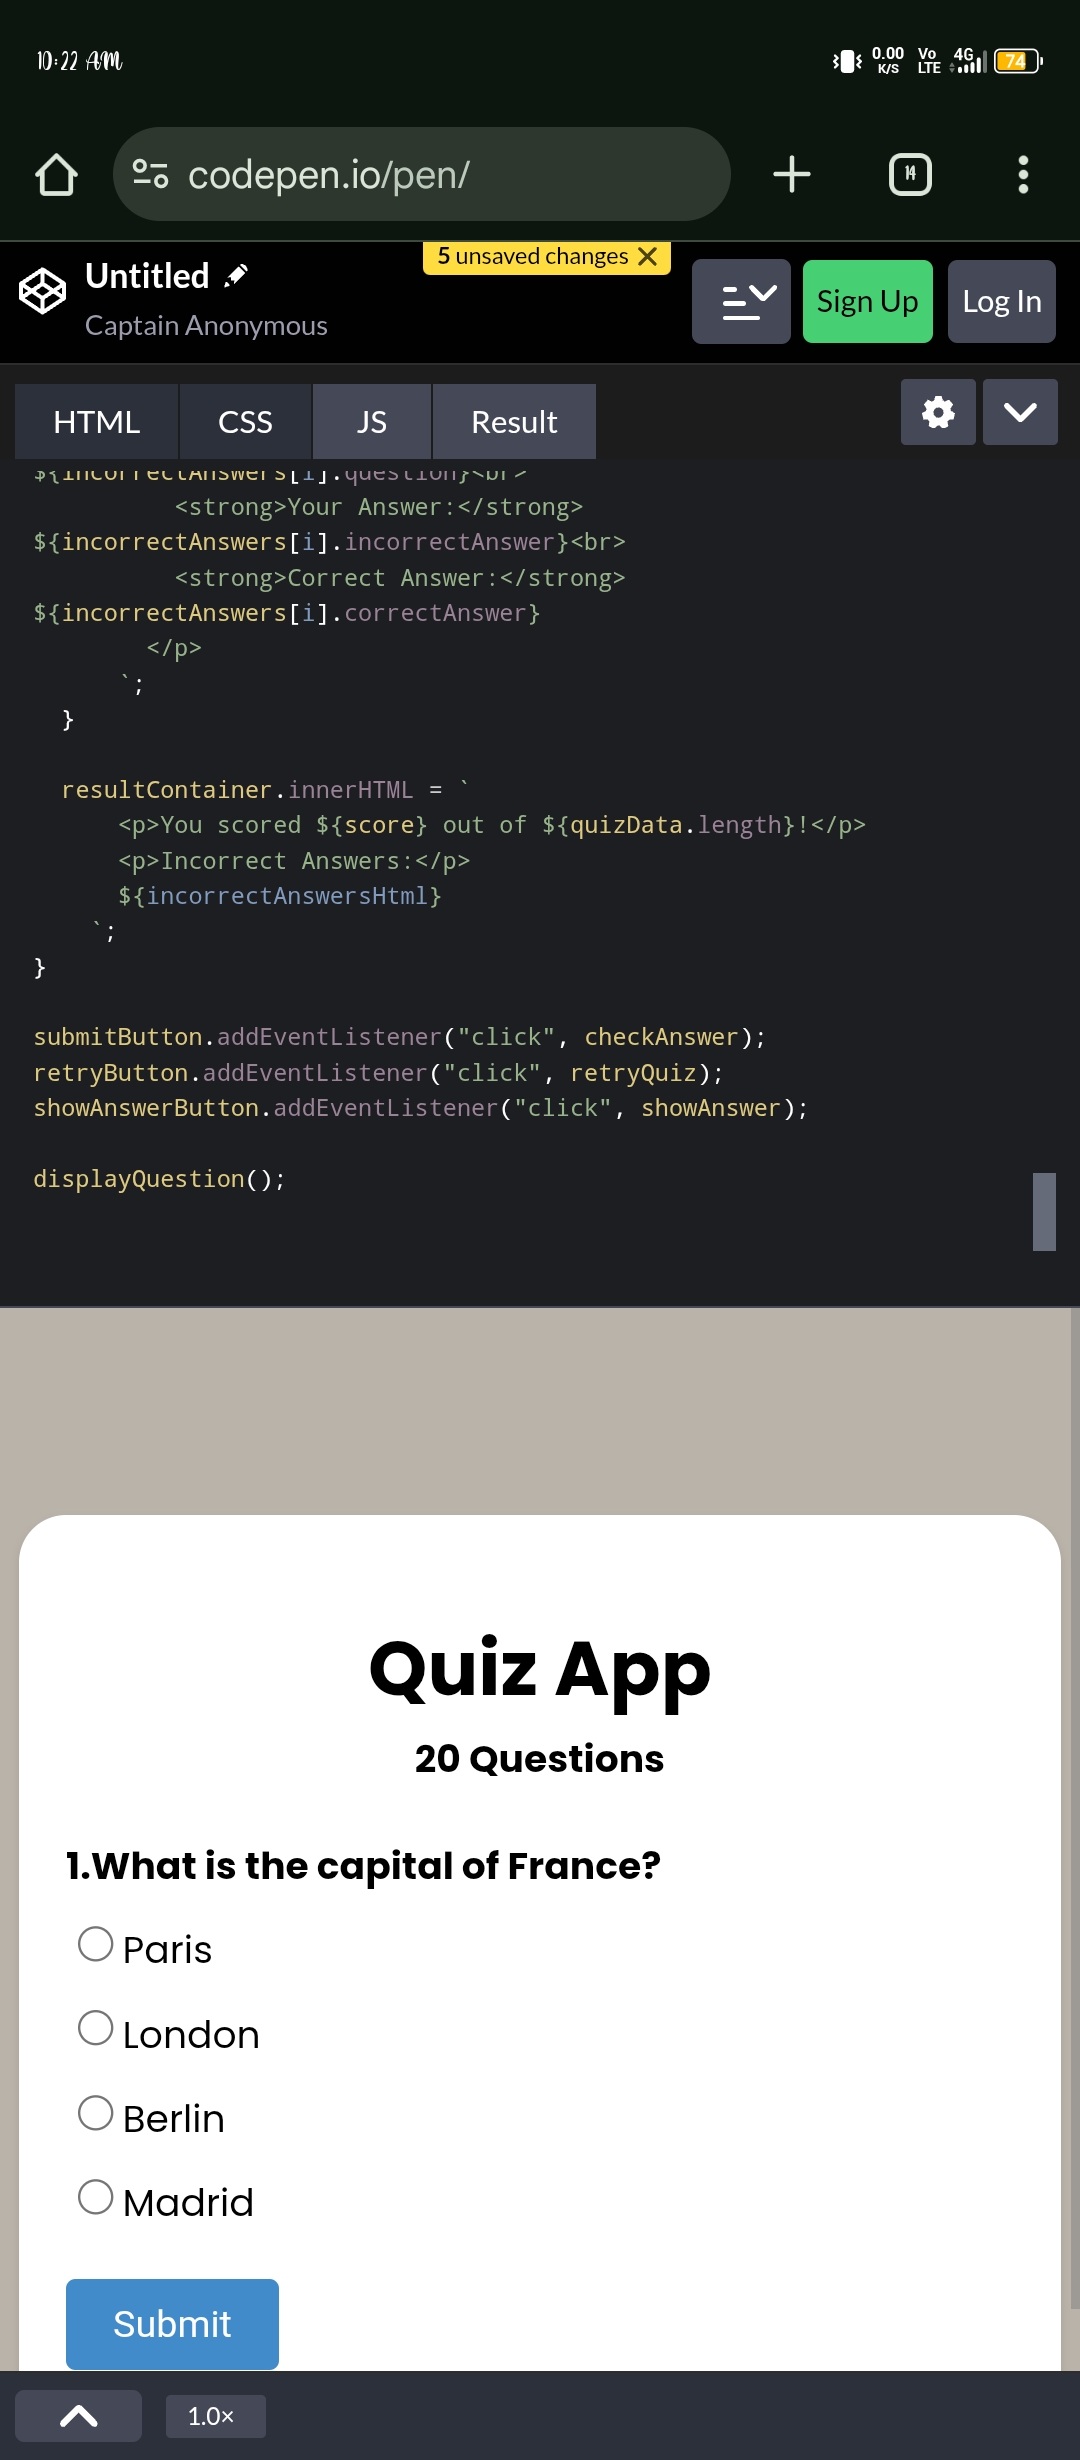 10:22 AM 0.00 K/S Vo LTE 4G 74
codepen.io/pen/ 14
5 unsaved changes
Untitled
Captain Anonymous
Sign Up Log In
HTML CSS JS Result
${incorrectAnswers[i].question}<br>
<strong>Your Answer:</strong>
${incorrectAnswers[i].incorrectAnswer}<br>
<strong>Correct Answer:</strong>
${incorrectAnswers[i].correctAnswer}
</p>
`;
}
resultContainer.innerHTML = `
<p>You scored ${score} out of ${quizData.length}!</p>
<p>Incorrect Answers:</p>
${incorrectAnswersHtml}
`;
}
submitButton.addEventListener("click", checkAnswer);
retryButton.addEventListener("click", retryQuiz);
showAnswerButton.addEventListener("click", showAnswer);
displayQuestion();
Quiz App
20 Questions
1.What is the capital of France?
Paris
London
Berlin
Madrid
Submit
1.0×